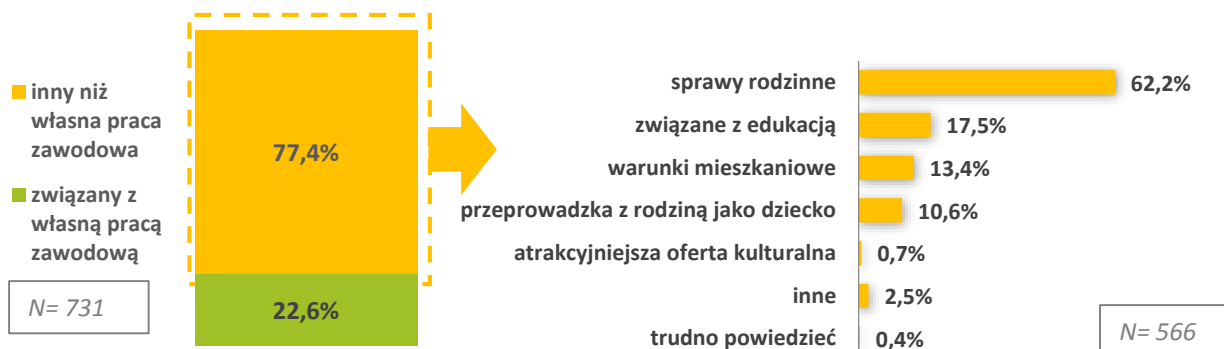 inny niż
własna praca
zawodowa
związany z
własną pracą
zawodową
N= 731
77,4%
22,6%
sprawy rodzinne 62,2%
związane z edukacją 17,5%
warunki mieszkaniowe 13,4%
przeprowadzka z rodziną jako dziecko 10,6%
atrakcyjniejsza oferta kulturalna 0,7%
inne 2,5%
trudno powiedzieć 0,4%
N= 566